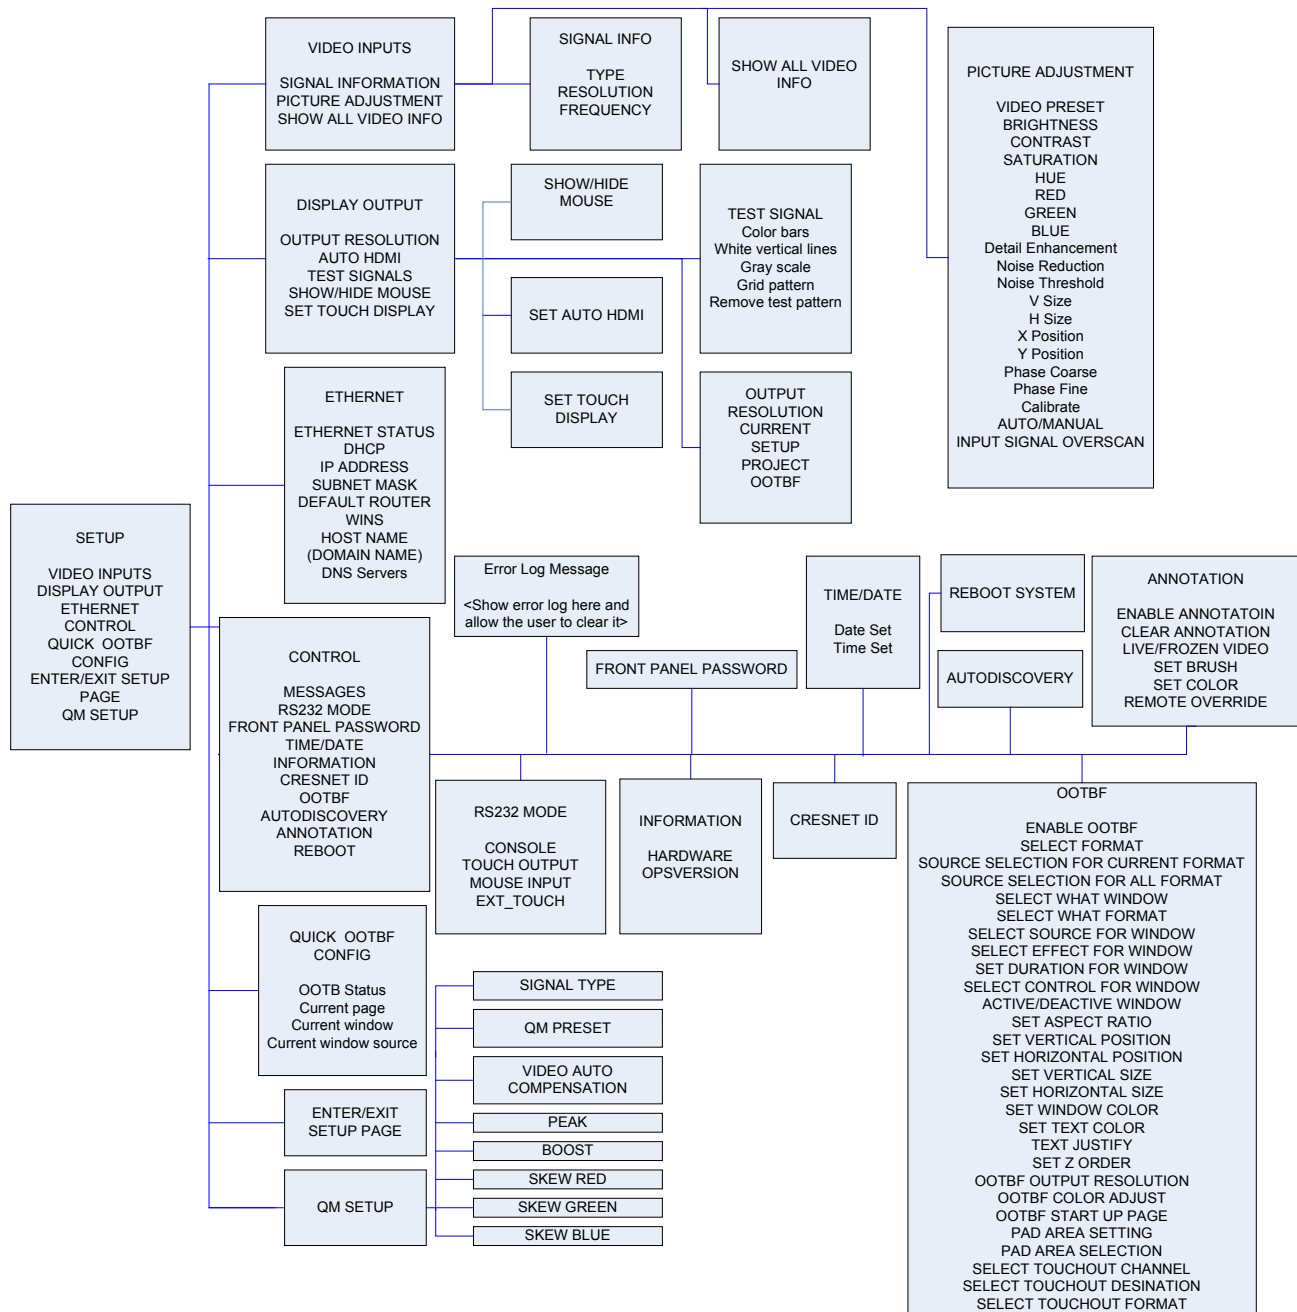 VIDEO INPUTS
SIGNAL INFORMATION
PICTURE ADJUSTMENT
SHOW ALL VIDEO INFO
SIGNAL INFO
TYPE
RESOLUTION
FREQUENCY
SHOW ALL VIDEO
INFO
PICTURE ADJUSTMENT
VIDEO PRESET
BRIGHTNESS
CONTRAST
SATURATION
HUE
RED
GREEN
BLUE
Detail Enhancement
Noise Reduction
Noise Threshold
V Size
H Size
X Position
Y Position
Phase Coarse
Phase Fine
Calibrate
AUTO/MANUAL
INPUT SIGNAL OVERSCAN
DISPLAY OUTPUT
OUTPUT RESOLUTION
AUTO HDMI
TEST SIGNALS
SHOW/HIDE MOUSE
SET TOUCH DISPLAY
SHOW/HIDE
MOUSE
SET AUTO HDMI
SET TOUCH
DISPLAY
TEST SIGNAL
Color bars
White vertical lines
Gray scale
Grid pattern
Remove test pattern
OUTPUT
RESOLUTION
CURRENT
SETUP
PROJECT
OOTBF
ETHERNET
ETHERNET STATUS
DHCP
IP ADDRESS
SUBNET MASK
DEFAULT ROUTER
WINS
HOST NAME
(DOMAIN NAME)
DNS Servers
SETUP
VIDEO INPUTS
DISPLAY OUTPUT
ETHERNET
CONTROL
QUICK  OOTBF
CONFIG
ENTER/EXIT SETUP
PAGE
QM SETUP
Error Log Message
<Show error log here and
allow the user to clear it>
FRONT PANEL PASSWORD
TIME/DATE
Date Set
Time Set
REBOOT SYSTEM
AUTODISCOVERY
ANNOTATION
ENABLE ANNOTATOIN
CLEAR ANNOTATION
LIVE/FROZEN VIDEO
SET BRUSH
SET COLOR
REMOTE OVERRIDE
CONTROL
MESSAGES
RS232 MODE
FRONT PANEL PASSWORD
TIME/DATE
INFORMATION
CRESNET ID
OOTBF
AUTODISCOVERY
ANNOTATION
REBOOT
RS232 MODE
CONSOLE
TOUCH OUTPUT
MOUSE INPUT
EXT_TOUCH
INFORMATION
HARDWARE
OPSVERSION
CRESNET ID
OOTBF
ENABLE OOTBF
SELECT FORMAT
SOURCE SELECTION FOR CURRENT FORMAT
SOURCE SELECTION FOR ALL FORMAT
SELECT WHAT WINDOW
SELECT WHAT FORMAT
SELECT SOURCE FOR WINDOW
SELECT EFFECT FOR WINDOW
SET DURATION FOR WINDOW
SELECT CONTROL FOR WINDOW
ACTIVE/DEACTIVE WINDOW
SET ASPECT RATIO
SET VERTICAL POSITION
SET HORIZONTAL POSITION
SET VERTICAL SIZE
SET HORIZONTAL SIZE
SET WINDOW COLOR
SET TEXT COLOR
TEXT JUSTIFY
SET Z ORDER
OOTBF OUTPUT RESOLUTION
OOTBF COLOR ADJUST
OOTBF START UP PAGE
PAD AREA SETTING
PAD AREA SELECTION
SELECT TOUCHOUT CHANNEL
SELECT TOUCHOUT DESINATION
SELECT TOUCHOUT FORMAT
QUICK  OOTBF
CONFIG
OOTB Status
Current page
Current window
Current window source
ENTER/EXIT
SETUP PAGE
QM SETUP
SIGNAL TYPE
QM PRESET
VIDEO AUTO
COMPENSATION
PEAK
BOOST
SKEW RED
SKEW GREEN
SKEW BLUE